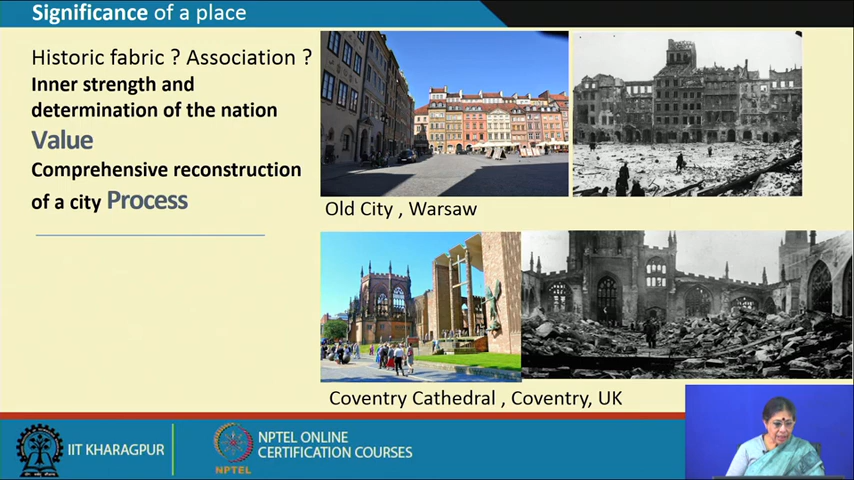 Significance of a place
Historic fabric ? Association ?
Inner strength and
determination of the nation
Value
Comprehensive reconstruction
of a city Process
Old City , Warsaw
Coventry Cathedral , Coventry, UK
IIT KHARAGPUR
NPTEL
NPTEL ONLINE
CERTIFICATION COURSES